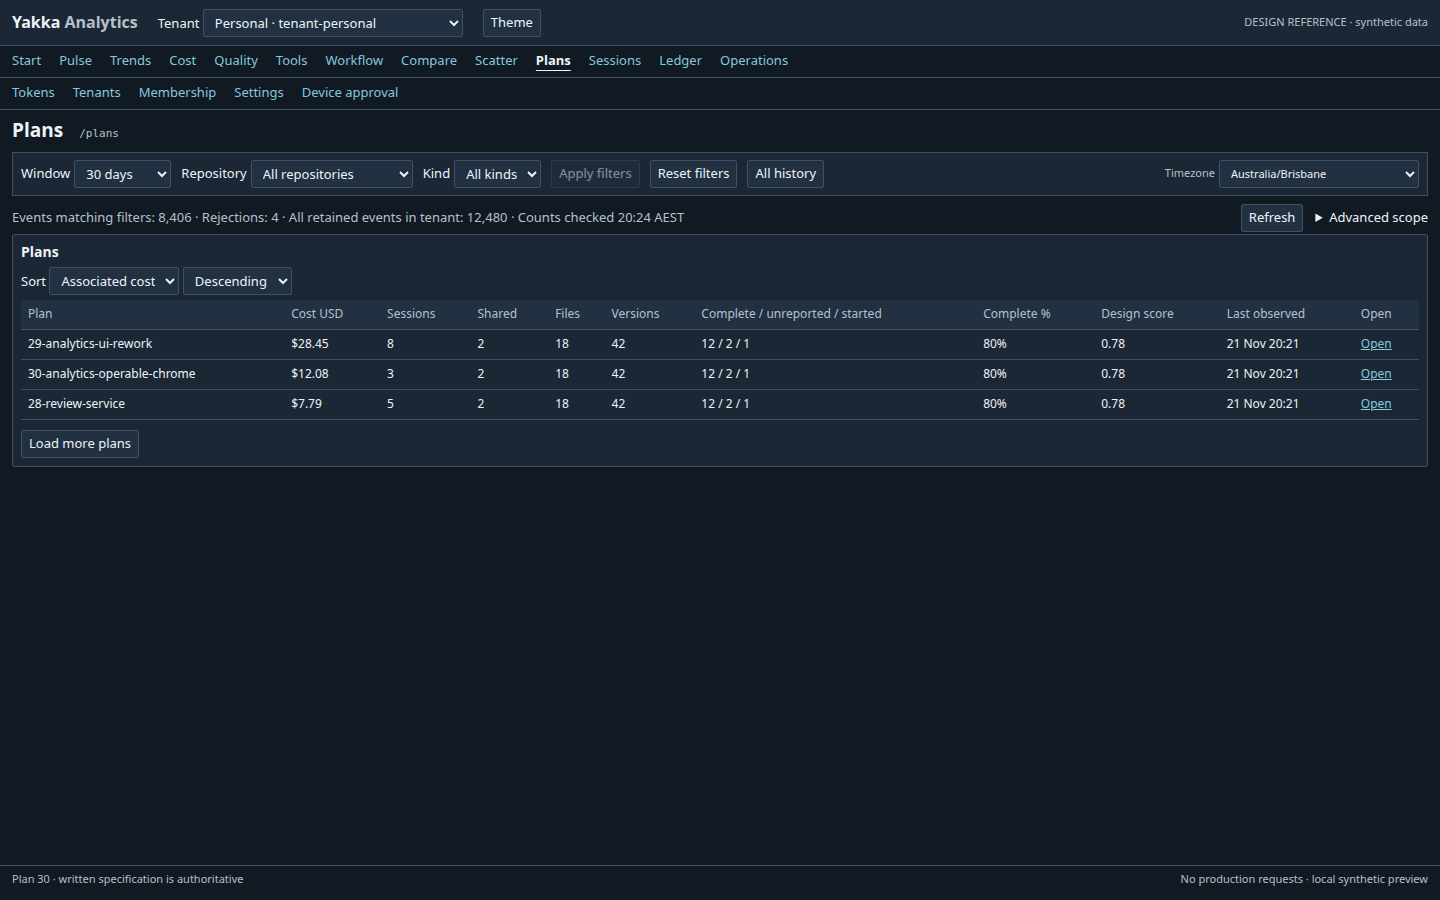 Yakka Analytics Tenant Personal · tenant-personal Theme DESIGN REFERENCE · synthetic data
Start Pulse Trends Cost Quality Tools Workflow Compare Scatter Plans Sessions Ledger Operations
Tokens Tenants Membership Settings Device approval
Plans /plans
Window 30 days Repository All repositories Kind All kinds Apply filters Reset filters All history Timezone Australia/Brisbane
Events matching filters: 8,406 · Rejections: 4 · All retained events in tenant: 12,480 · Counts checked 20:24 AEST Refresh ▶ Advanced scope
Plans
Sort Associated cost Descending
Plan Cost USD Sessions Shared Files Versions Complete / unreported / started Complete % Design score Last observed Open
29-analytics-ui-rework $28.45 8 2 18 42 12 / 2 / 1 80% 0.78 21 Nov 20:21 Open
30-analytics-operable-chrome $12.08 3 2 18 42 12 / 2 / 1 80% 0.78 21 Nov 20:21 Open
28-review-service $7.79 5 2 18 42 12 / 2 / 1 80% 0.78 21 Nov 20:21 Open
Load more plans
Plan 30 · written specification is authoritative No production requests · local synthetic preview